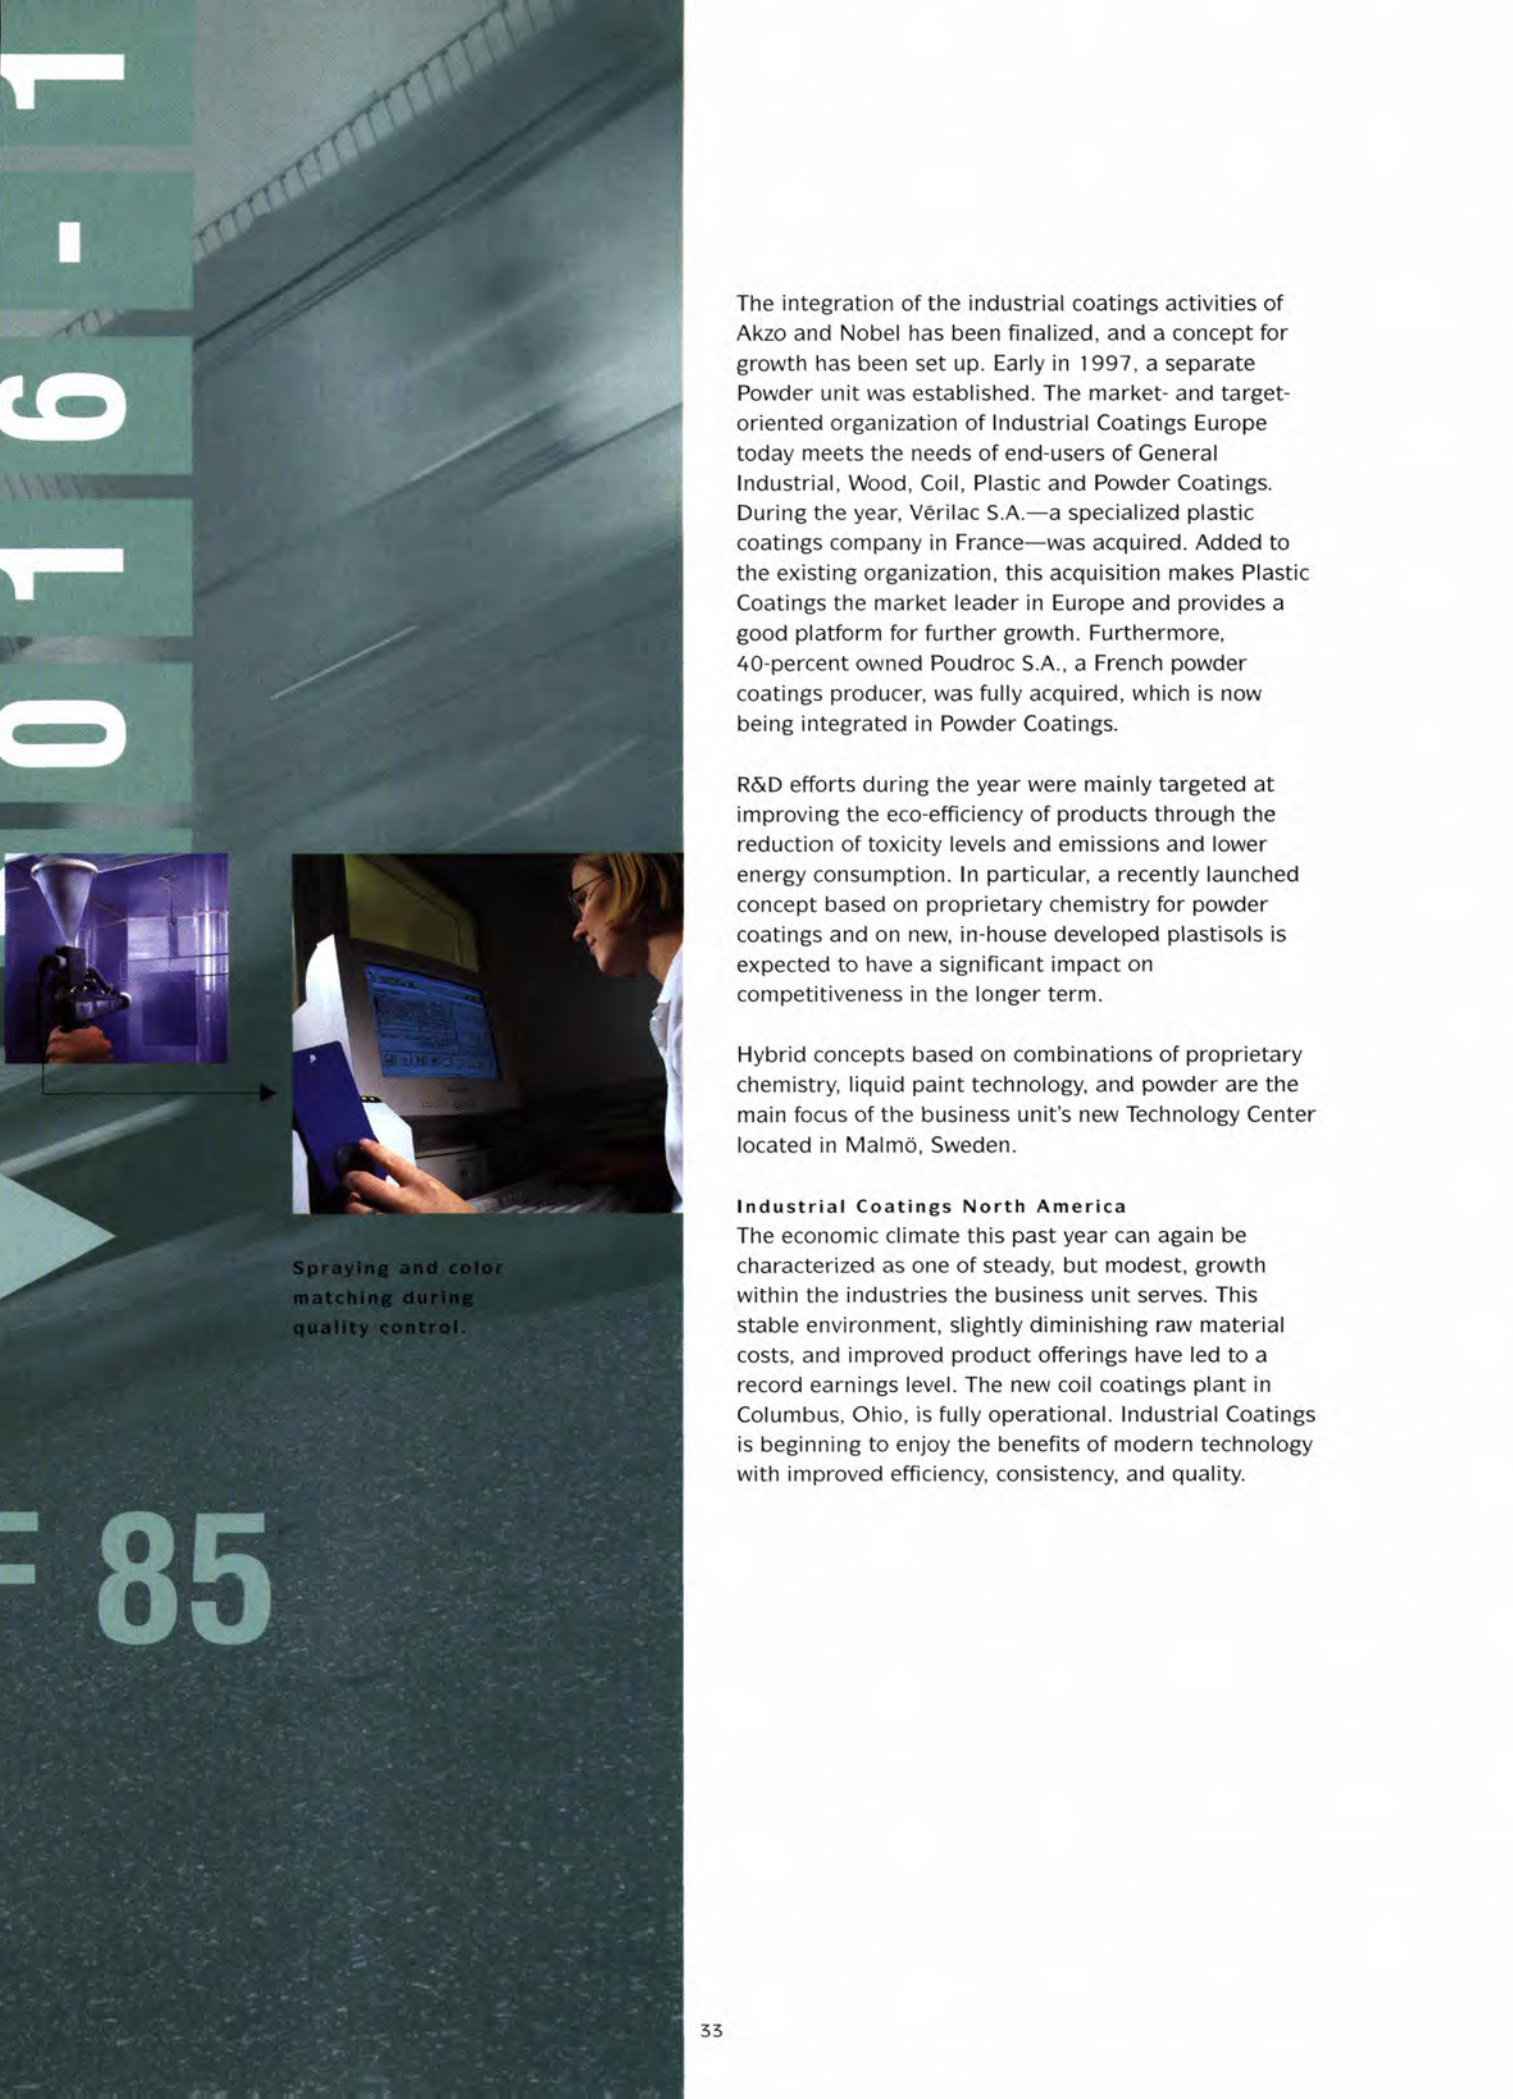 1
-
6
1
0
F 85
Spraying and color
matching during
quality control.
The integration of the industrial coatings activities of
Akzo and Nobel has been finalized, and a concept for
growth has been set up. Early in 1997, a separate
Powder unit was established. The market- and target-
oriented organization of Industrial Coatings Europe
today meets the needs of end-users of General
Industrial, Wood, Coil, Plastic and Powder Coatings.
During the year, Vérilac S.A.—a specialized plastic
coatings company in France—was acquired. Added to
the existing organization, this acquisition makes Plastic
Coatings the market leader in Europe and provides a
good platform for further growth. Furthermore,
40-percent owned Poudroc S.A., a French powder
coatings producer, was fully acquired, which is now
being integrated in Powder Coatings.
R&D efforts during the year were mainly targeted at
improving the eco-efficiency of products through the
reduction of toxicity levels and emissions and lower
energy consumption. In particular, a recently launched
concept based on proprietary chemistry for powder
coatings and on new, in-house developed plastisols is
expected to have a significant impact on
competitiveness in the longer term.
Hybrid concepts based on combinations of proprietary
chemistry, liquid paint technology, and powder are the
main focus of the business unit's new Technology Center
located in Malmö, Sweden.
Industrial Coatings North America
The economic climate this past year can again be
characterized as one of steady, but modest, growth
within the industries the business unit serves. This
stable environment, slightly diminishing raw material
costs, and improved product offerings have led to a
record earnings level. The new coil coatings plant in
Columbus, Ohio, is fully operational. Industrial Coatings
is beginning to enjoy the benefits of modern technology
with improved efficiency, consistency, and quality.
33